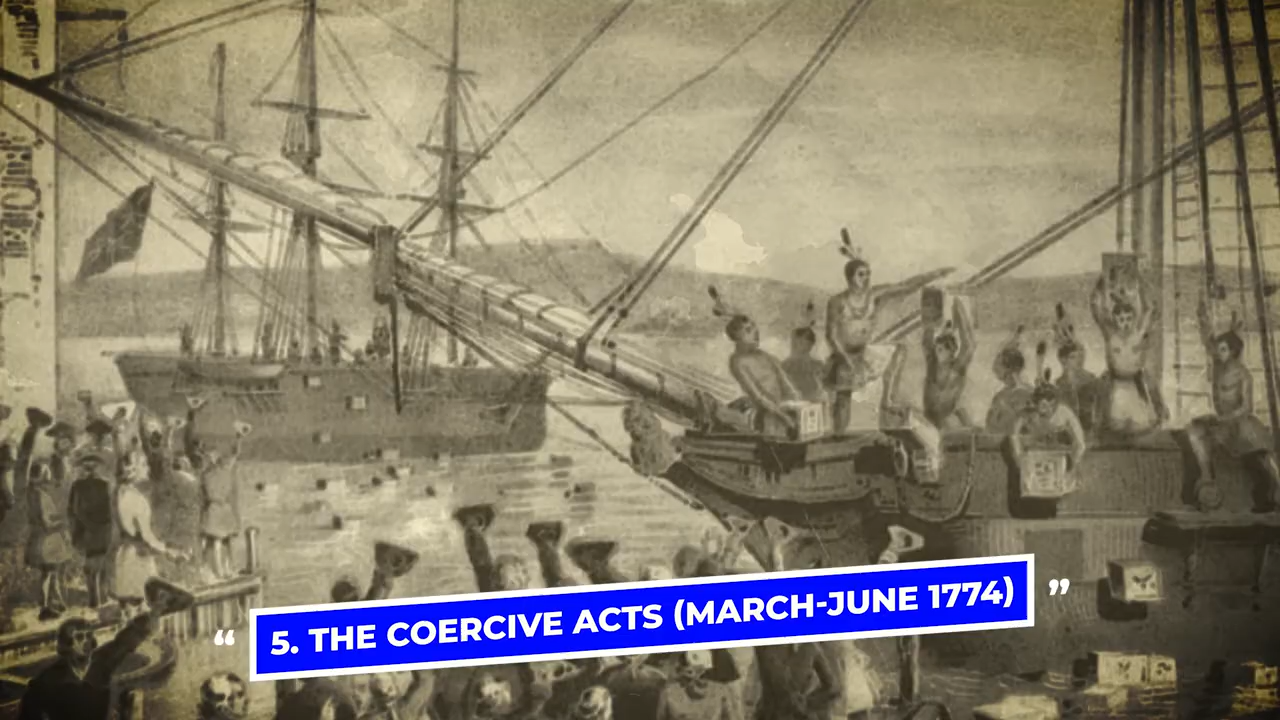 “ 5. THE COERCIVE ACTS (MARCH-JUNE 1774) ”